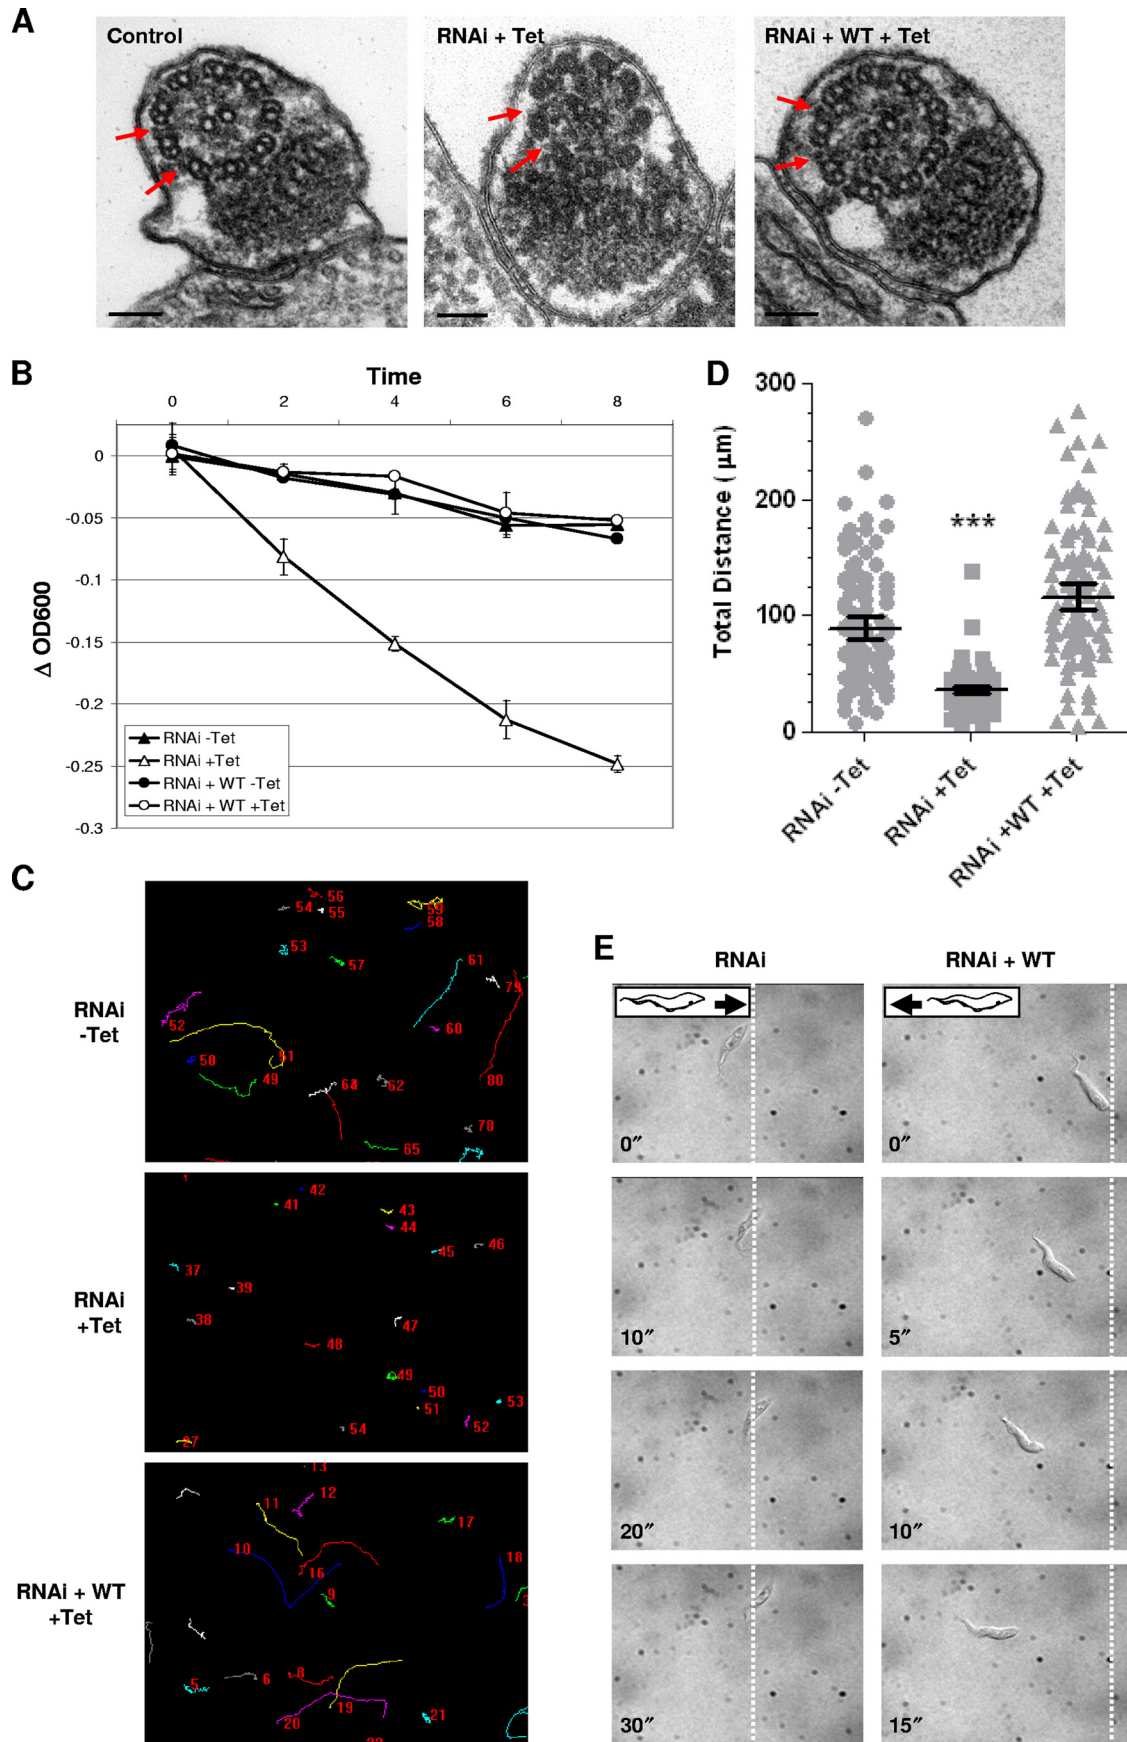 A
Control
RNAi + Tet
RNAi + WT + Tet
B
Time
0 2 4 6 8
0
-0.05
-0.1
-0.15
-0.2
-0.25
-0.3
Δ OD600
RNAi -Tet
RNAi +Tet
RNAi + WT -Tet
RNAi + WT +Tet
D
300
200
100
0
Total Distance ( µm)
***
RNAi -Tet
RNAi +Tet
RNAi +WT +Tet
C
RNAi
-Tet
56
54 55 59
58
53
57
61
79
52
60
50 51
49
62
80
78
65
RNAi
+Tet
42
41
43
44
46
45
37
39
38
47
48
49
50
53
51
52
54
37
RNAi + WT
+Tet
13
12
11
17
10
18
16
9
3
5 6 8
19
20
21
E
RNAi
RNAi + WT
0″
0″
10″
5″
20″
10″
30″
15″